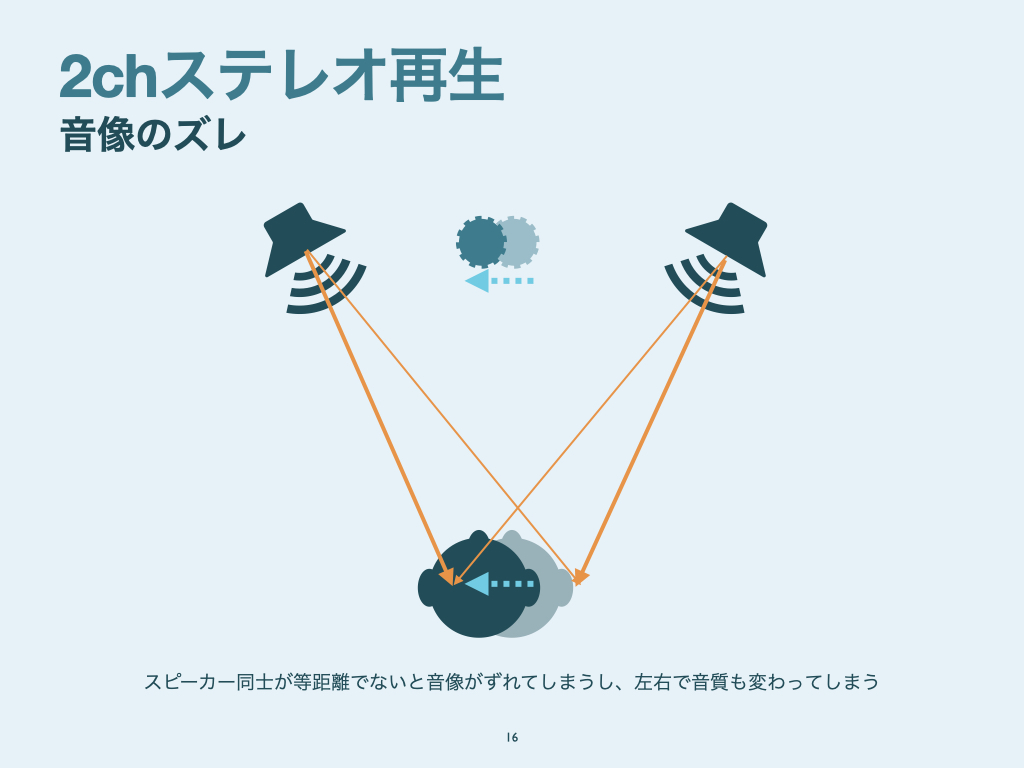 2chステレオ再生
音像のズレ
スピーカー同士が等距離でないと音像がずれてしまうし、左右で音質も変わってしまう
16